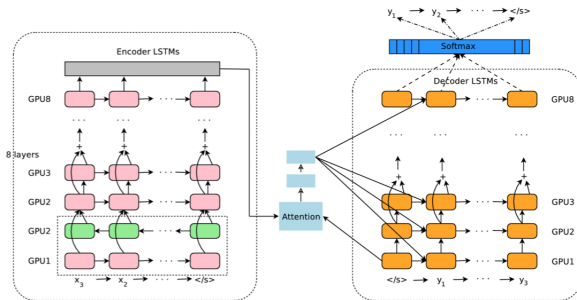 y₁ y₂ · · · </s>
Softmax
Encoder LSTMs
Decoder LSTMs
GPU8
GPU8
8 layers
GPU3
GPU2
GPU2
GPU1
Attention
GPU3
GPU2
GPU1
x₃ x₂ · · · </s>
</s> y₁ · · · y₃